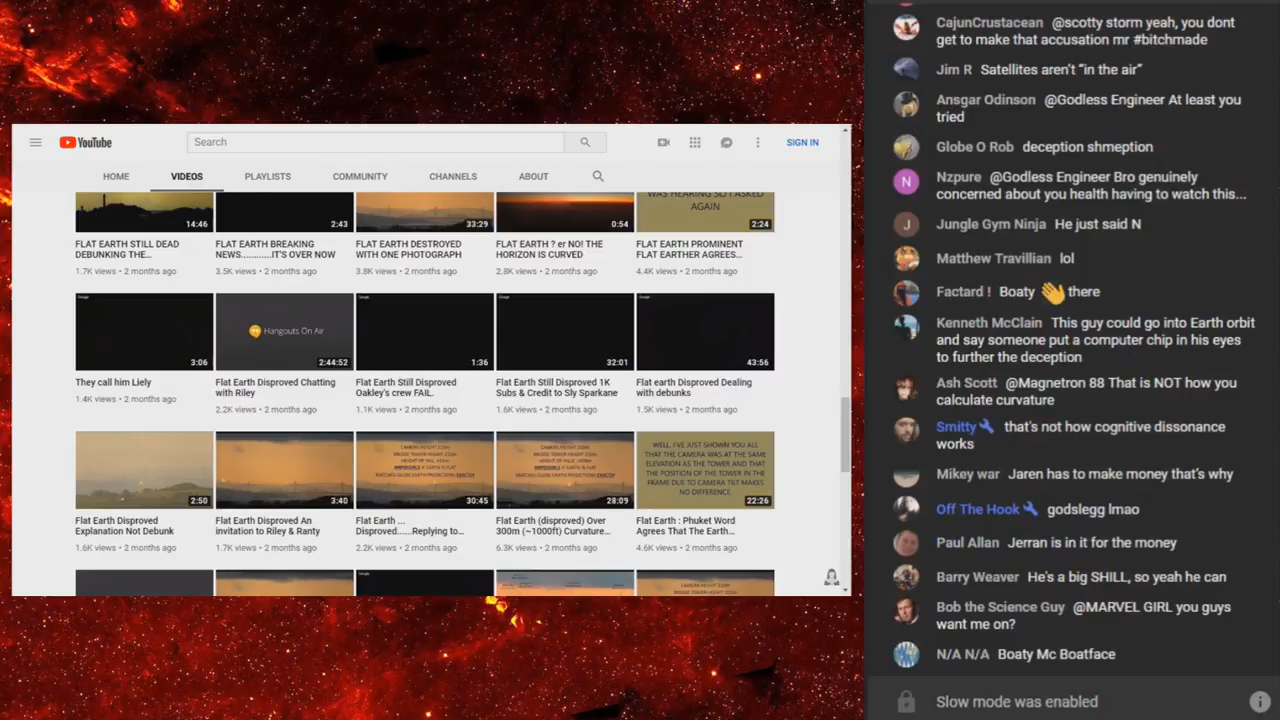 YouTube
Search
SIGN IN
HOME
VIDEOS
PLAYLISTS
COMMUNITY
CHANNELS
ABOUT
14:46
2:43
33:29
0:54
WAS HEARING SO I ASKED
AGAIN
2:24
FLAT EARTH STILL DEAD
DEBUNKING THE...
1.7K views • 2 months ago
FLAT EARTH BREAKING
NEWS............IT'S OVER NOW
3.5K views • 2 months ago
FLAT EARTH DESTROYED
WITH ONE PHOTOGRAPH
3.8K views • 2 months ago
FLAT EARTH ? er NO! THE
HORIZON IS CURVED
2.8K views • 2 months ago
FLAT EARTH PROMINENT
FLAT EARTHER AGREES...
4.4K views • 2 months ago
3:06
Hangouts On Air
2:44:52
1:36
32:01
43:56
They call him Liely
1.4K views • 2 months ago
Flat Earth Disproved Chatting
with Riley
2.2K views • 2 months ago
Flat Earth Still Disproved
Oakley's crew FAIL.
1.1K views • 2 months ago
Flat Earth Still Disproved 1K
Subs & Credit to Sly Sparkane
1.6K views • 2 months ago
Flat earth Disproved Dealing
with debunks
1.5K views • 2 months ago
2:50
3:40
30:45
28:09
WELL, I'VE JUST SHOWN YOU ALL
THAT THE CAMERA WAS AT THE SAME
ELEVATION AS THE TOWER AND THAT
THE POSITION OF THE TOWER IN THE
FRAME DUE TO CAMERA TILT MAKES
NO DIFFERENCE.
22:26
Flat Earth Disproved
Explanation Not Debunk
1.6K views • 2 months ago
Flat Earth Disproved An
invitation to Riley & Ranty
1.7K views • 2 months ago
Flat Earth ...
Disproved......Replying to...
2.2K views • 2 months ago
Flat Earth (disproved) Over
300m (~1000ft) Curvature...
6.3K views • 2 months ago
Flat Earth : Phuket Word
Agrees That The Earth...
4.6K views • 2 months ago
CajunCrustacean @scotty storm yeah, you dont
get to make that accusation mr #bitchmade
Jim R Satellites aren't “in the air”
Ansgar Odinson @Godless Engineer At least you
tried
Globe O Rob deception shmeption
N
Nzpure @Godless Engineer Bro genuinely
concerned about you health having to watch this...
J
Jungle Gym Ninja He just said N
Matthew Travillian lol
Factard ! Boaty 👋 there
Kenneth McClain This guy could go into Earth orbit
and say someone put a computer chip in his eyes
to further the deception
Ash Scott @Magnetron 88 That is NOT how you
calculate curvature
Smitty that's not how cognitive dissonance
works
Mikey war Jaren has to make money that's why
Off The Hook godslegg lmao
Paul Allan Jerran is in it for the money
Barry Weaver He's a big SHILL, so yeah he can
Bob the Science Guy @MARVEL GIRL you guys
want me on?
N/A N/A Boaty Mc Boatface
Slow mode was enabled